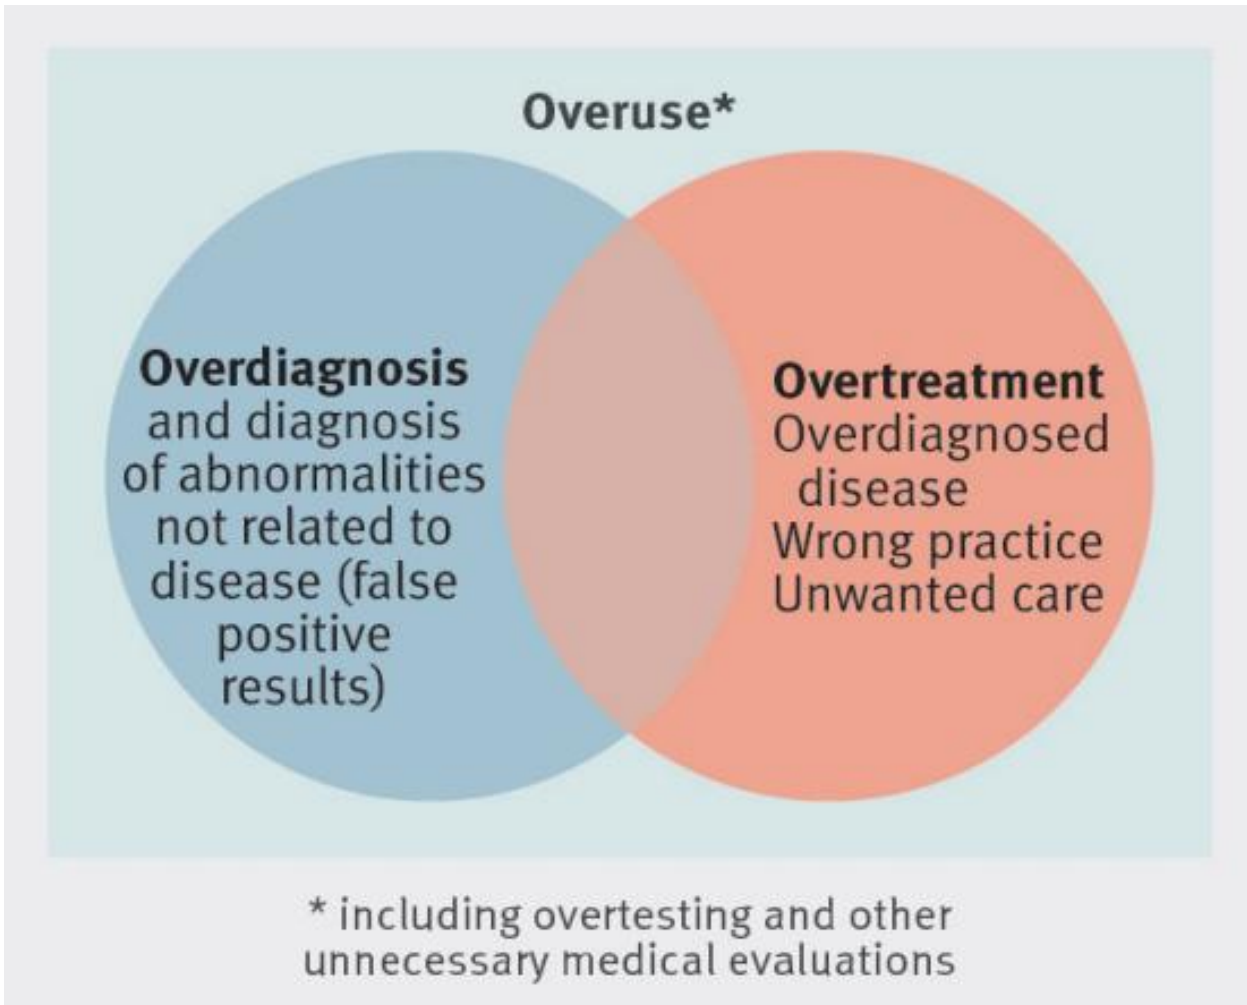 Overuse*
Overdiagnosis
and diagnosis
of abnormalities
not related to
disease (false
positive
results)
Overtreatment
Overdiagnosed
disease
Wrong practice
Unwanted care
* including overtesting and other
unnecessary medical evaluations